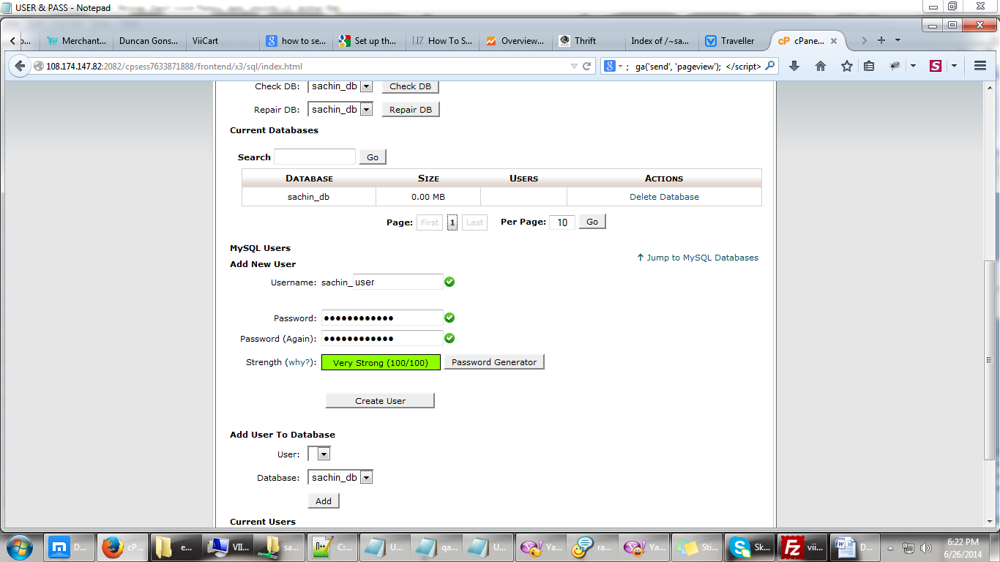 USER & PASS - Notepad
o...
Merchant...
Duncan Gons...
ViiCart
how to se...
Set up th...
How To S...
Overview...
Thrift
Index of /~sa...
Traveller
cP cPane...
108.174.147.82:2082/cpsess7633871888/frontend/x3/sql/index.html
; ga('send', 'pageview'); </script>
Check DB: sachin_db Check DB
Repair DB: sachin_db Repair DB
Current Databases
Search Go
DATABASE SIZE USERS ACTIONS
sachin_db 0.00 MB Delete Database
Page: First 1 Last Per Page: 10 Go
MySQL Users
↑ Jump to MySQL Databases
Add New User
Username: sachin_user
Password: ●●●●●●●●●●●●
Password (Again): ●●●●●●●●●●●●
Strength (why?): Very Strong (100/100) Password Generator
Create User
Add User To Database
User:
Database: sachin_db
Add
Current Users
D... cP... e... VII... sa... C:... U... qa... U... Ya... ra... Ya... Sti... Sk... vii... D...
6:22 PM
6/26/2014